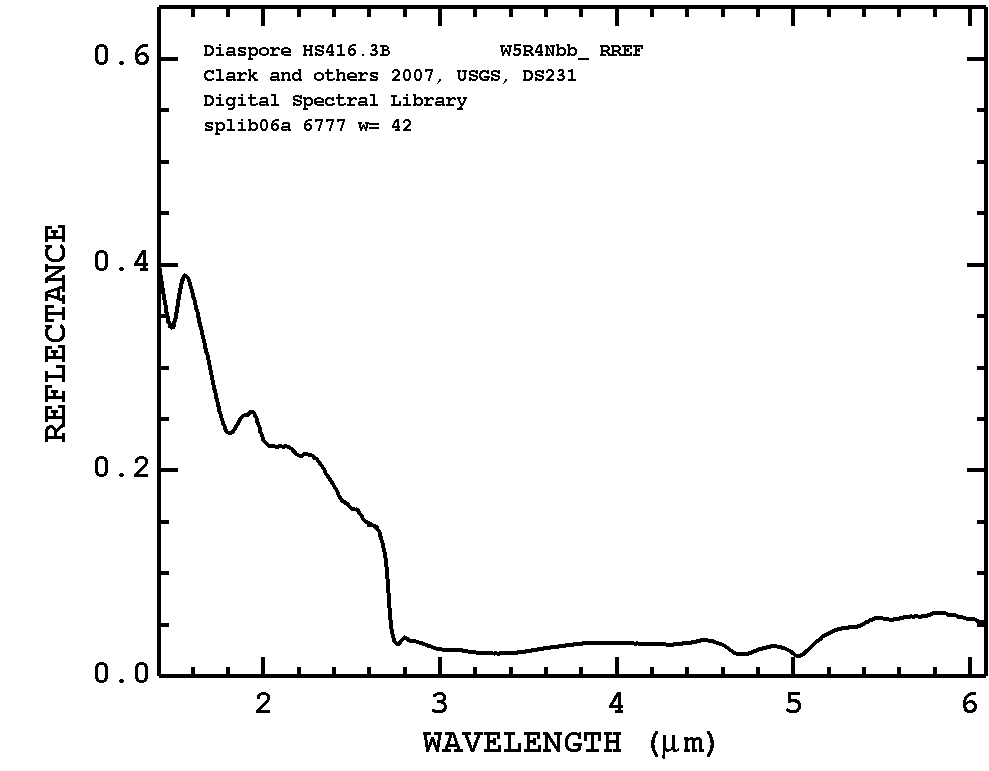 Diaspore HS416.3B W5R4Nbb_ RREF
Clark and others 2007, USGS, DS231
Digital Spectral Library
splib06a 6777 w= 42
0.6
0.4
0.2
0.0
REFLECTANCE
2 3 4 5 6
WAVELENGTH (μm)